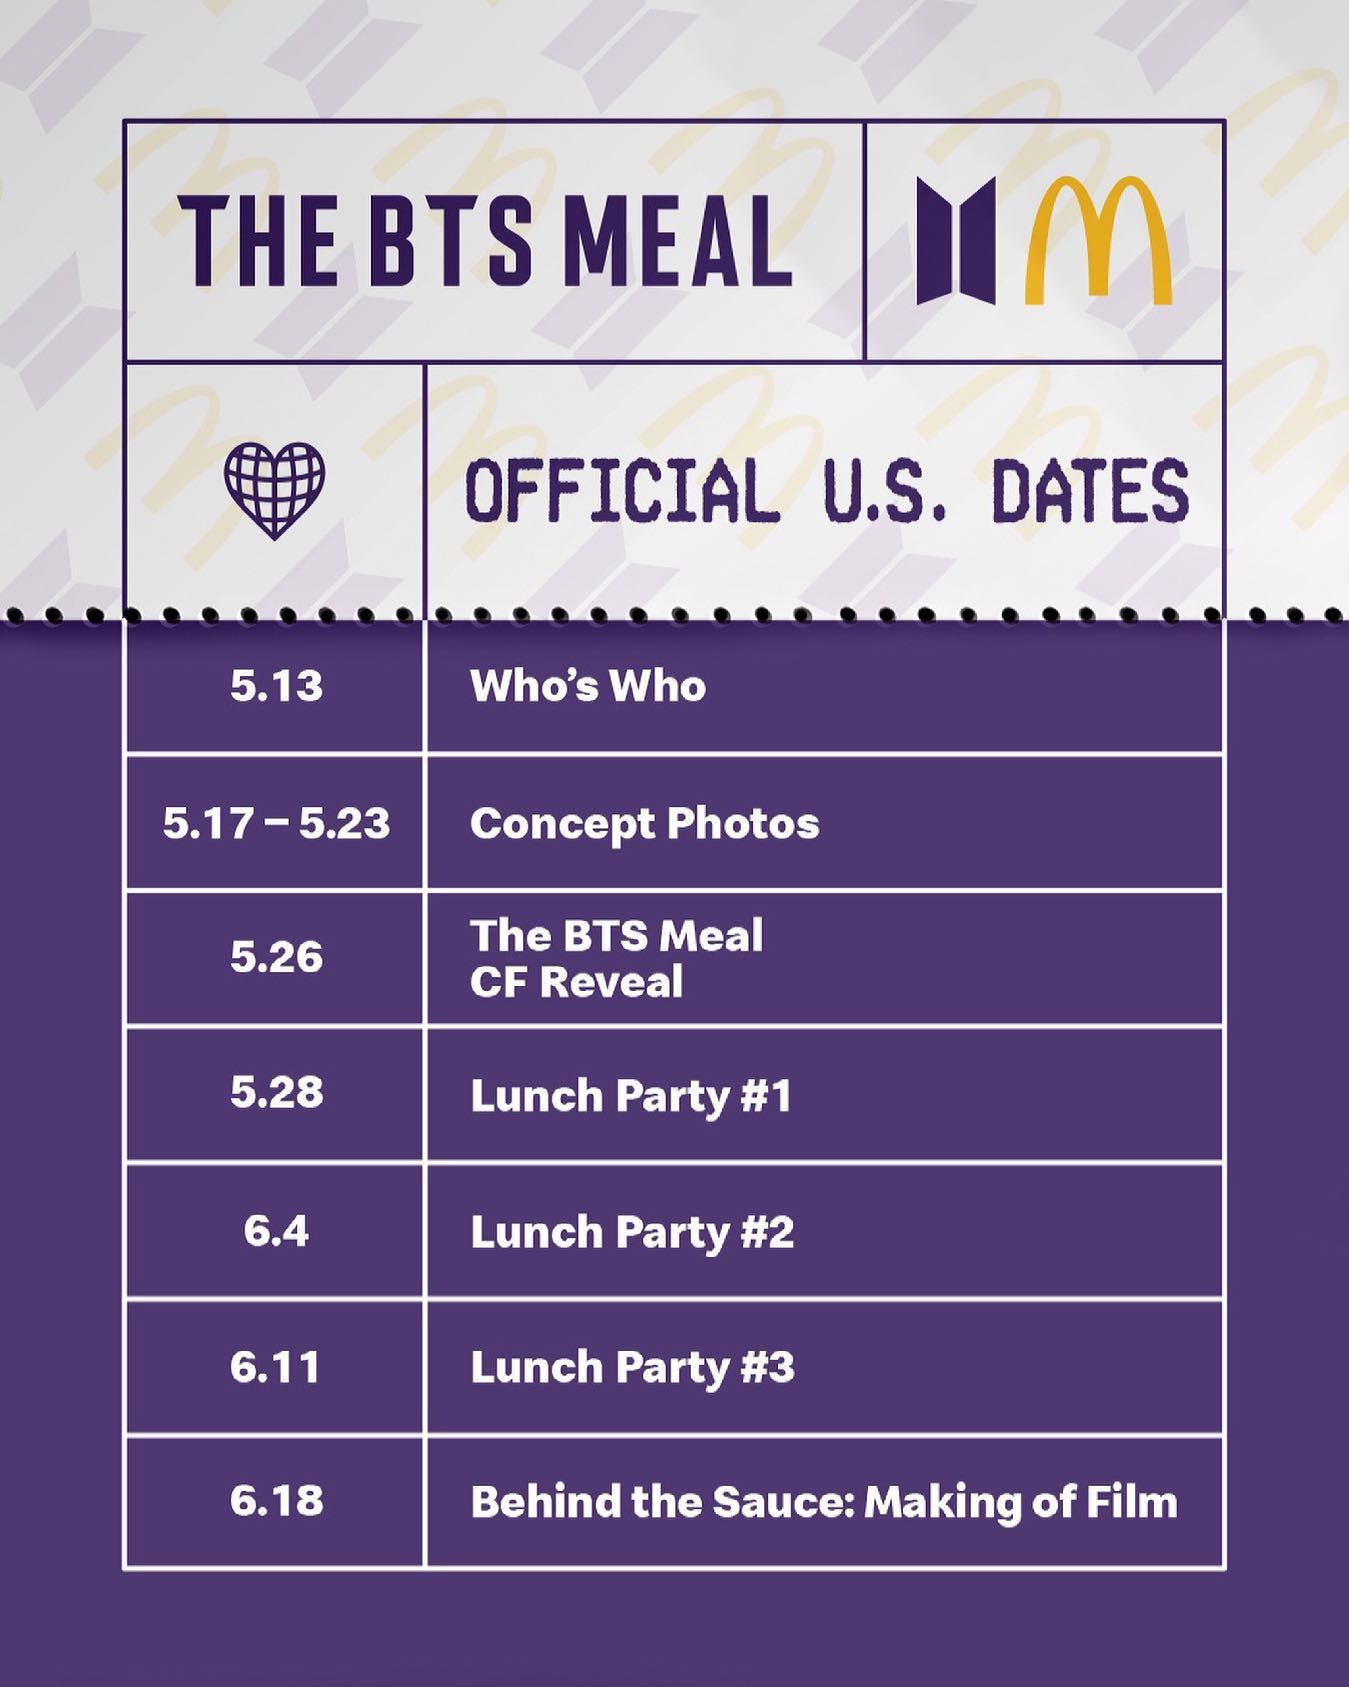 THE BTS MEAL
OFFICIAL U.S. DATES
5.13 Who's Who
5.17 – 5.23 Concept Photos
5.26 The BTS Meal
CF Reveal
5.28 Lunch Party #1
6.4 Lunch Party #2
6.11 Lunch Party #3
6.18 Behind the Sauce: Making of Film